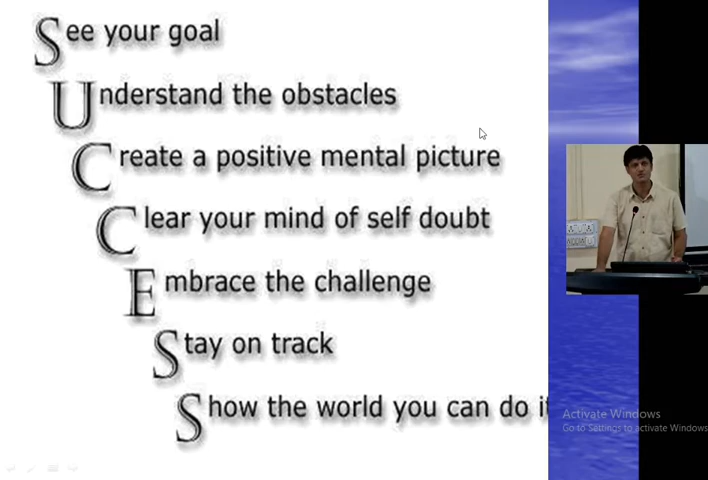 See your goal
Understand the obstacles
Create a positive mental picture
Clear your mind of self doubt
Embrace the challenge
Stay on track
Show the world you can do it
Activate Windows
Go to Settings to activate Windows